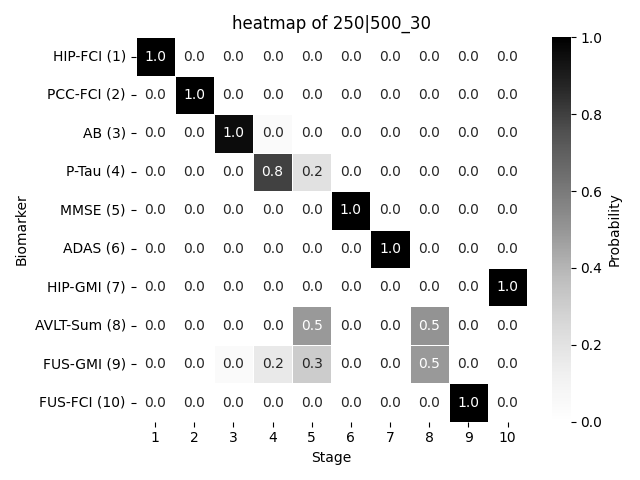 heatmap of 250|500_30
HIP-FCI (1) 1.0 0.0 0.0 0.0 0.0 0.0 0.0 0.0 0.0 0.0
PCC-FCI (2) 0.0 1.0 0.0 0.0 0.0 0.0 0.0 0.0 0.0 0.0
AB (3) 0.0 0.0 1.0 0.0 0.0 0.0 0.0 0.0 0.0 0.0
P-Tau (4) 0.0 0.0 0.0 0.8 0.2 0.0 0.0 0.0 0.0 0.0
MMSE (5) 0.0 0.0 0.0 0.0 0.0 1.0 0.0 0.0 0.0 0.0
ADAS (6) 0.0 0.0 0.0 0.0 0.0 0.0 1.0 0.0 0.0 0.0
HIP-GMI (7) 0.0 0.0 0.0 0.0 0.0 0.0 0.0 0.0 0.0 1.0
AVLT-Sum (8) 0.0 0.0 0.0 0.0 0.5 0.0 0.0 0.5 0.0 0.0
FUS-GMI (9) 0.0 0.0 0.0 0.2 0.3 0.0 0.0 0.5 0.0 0.0
FUS-FCI (10) 0.0 0.0 0.0 0.0 0.0 0.0 0.0 0.0 1.0 0.0
1 2 3 4 5 6 7 8 9 10
Stage
Biomarker
1.0
0.8
0.6
0.4
0.2
0.0
Probability